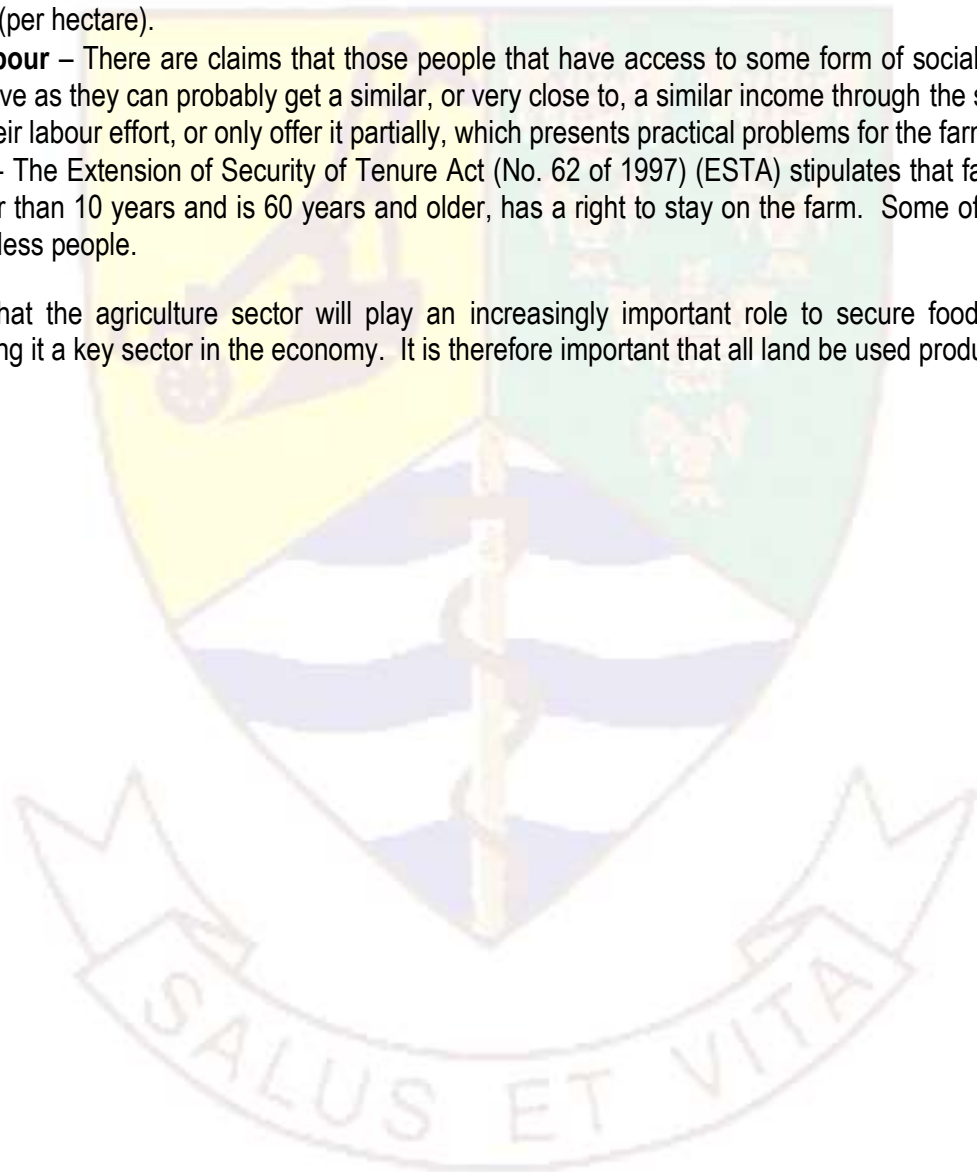 (per hectare).
bour – There are claims that those people that have access to some form of social
ve as they can probably get a similar, or very close to, a similar income through the s
eir labour effort, or only offer it partially, which presents practical problems for the farm
- The Extension of Security of Tenure Act (No. 62 of 1997) (ESTA) stipulates that fa
r than 10 years and is 60 years and older, has a right to stay on the farm. Some of
less people.
hat the agriculture sector will play an increasingly important role to secure food
ng it a key sector in the economy. It is therefore important that all land be used produ
SALUS ET VITA